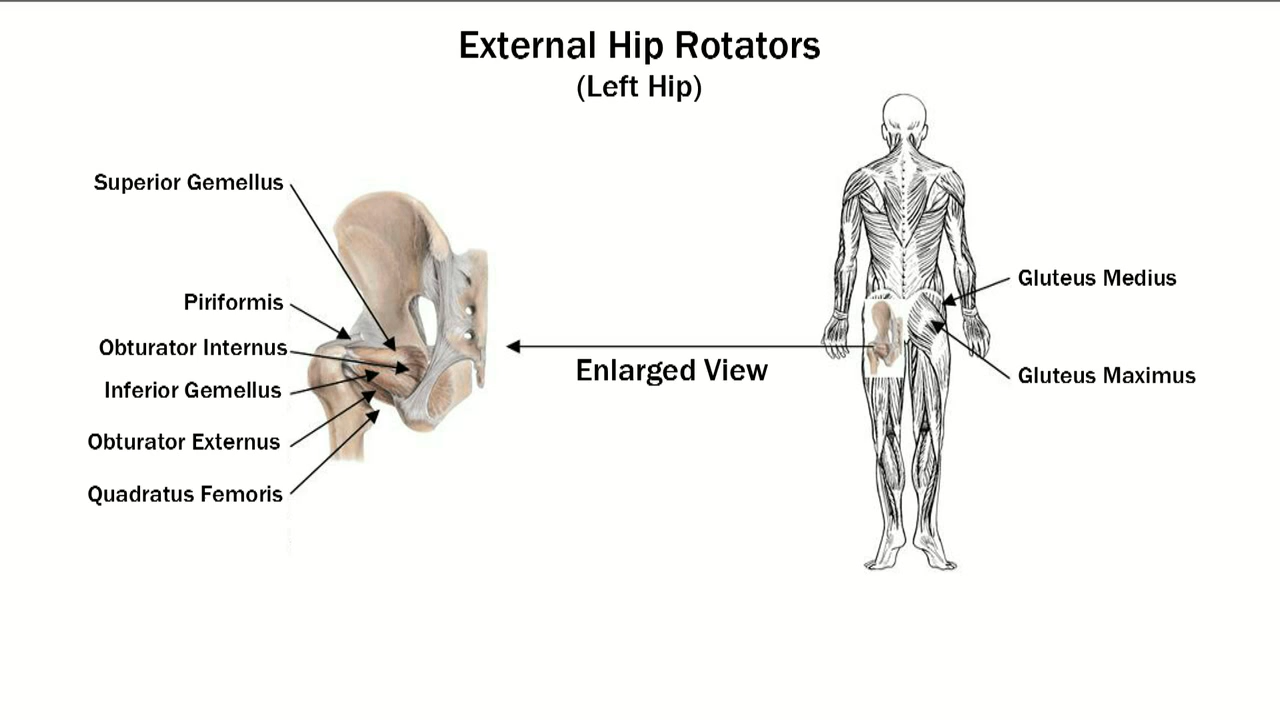 External Hip Rotators
(Left Hip)
Superior Gemellus
Piriformis
Obturator Internus
Inferior Gemellus
Obturator Externus
Quadratus Femoris
Enlarged View
Gluteus Medius
Gluteus Maximus